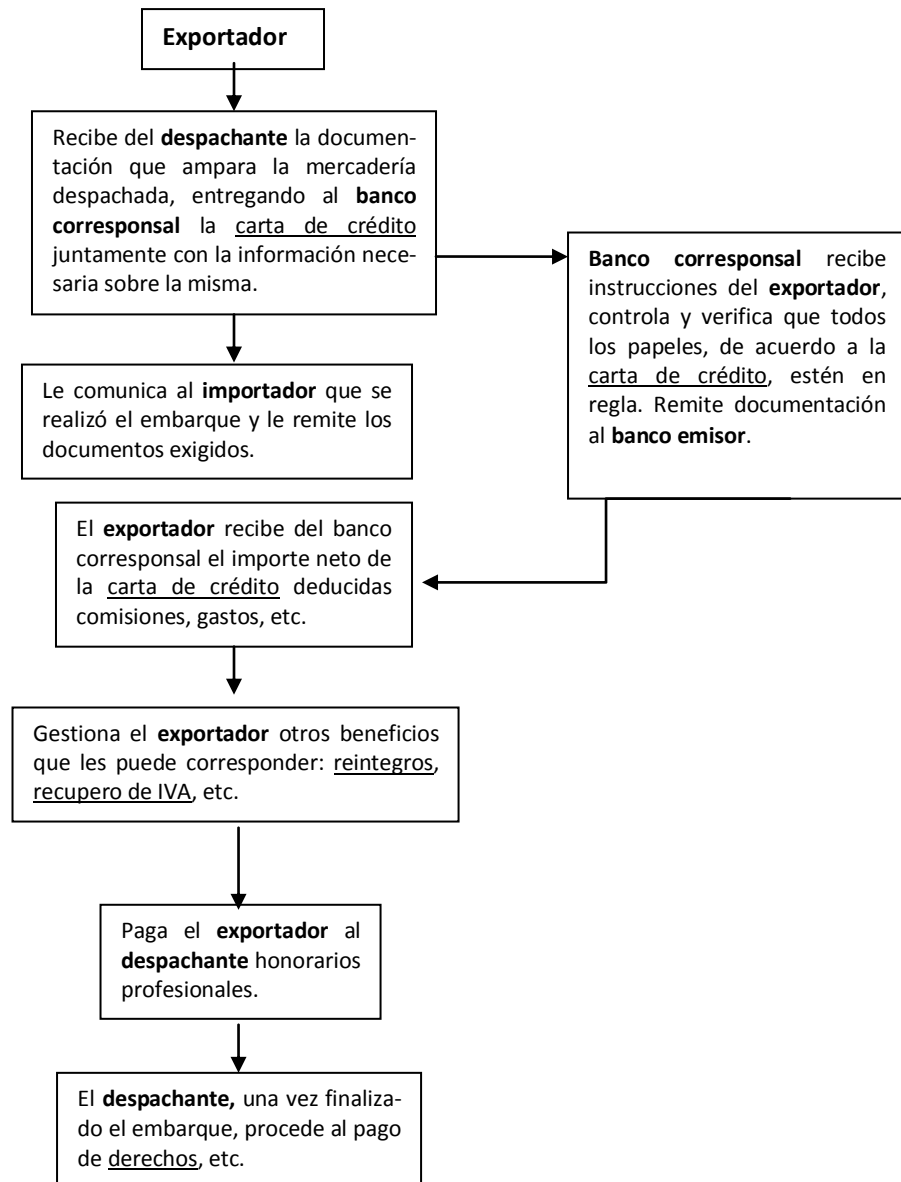 Exportador
Recibe del despachante la documen-
tación que ampara la mercadería
despachada, entregando al banco
corresponsal la carta de crédito
juntamente con la información nece-
saria sobre la misma.
Banco corresponsal recibe
instrucciones del exportador,
controla y verifica que todos
los papeles, de acuerdo a la
carta de crédito, estén en
regla. Remite documentación
al banco emisor.
Le comunica al importador que se
realizó el embarque y le remite los
documentos exigidos.
El exportador recibe del banco
corresponsal el importe neto de
la carta de crédito deducidas
comisiones, gastos, etc.
Gestiona el exportador otros beneficios
que les puede corresponder: reintegros,
recupero de IVA, etc.
Paga el exportador al
despachante honorarios
profesionales.
El despachante, una vez finaliza-
do el embarque, procede al pago
de derechos, etc.